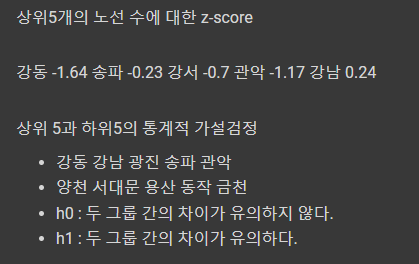 상위5개의 노선 수에 대한 z-score
강동 -1.64 송파 -0.23 강서 -0.7 관악 -1.17 강남 0.24
상위 5과 하위5의 통계적 가설검정
• 강동 강남 광진 송파 관악
• 양천 서대문 용산 동작 금천
• h0 : 두 그룹 간의 차이가 유의하지 않다.
• h1 : 두 그룹 간의 차이가 유의하다.